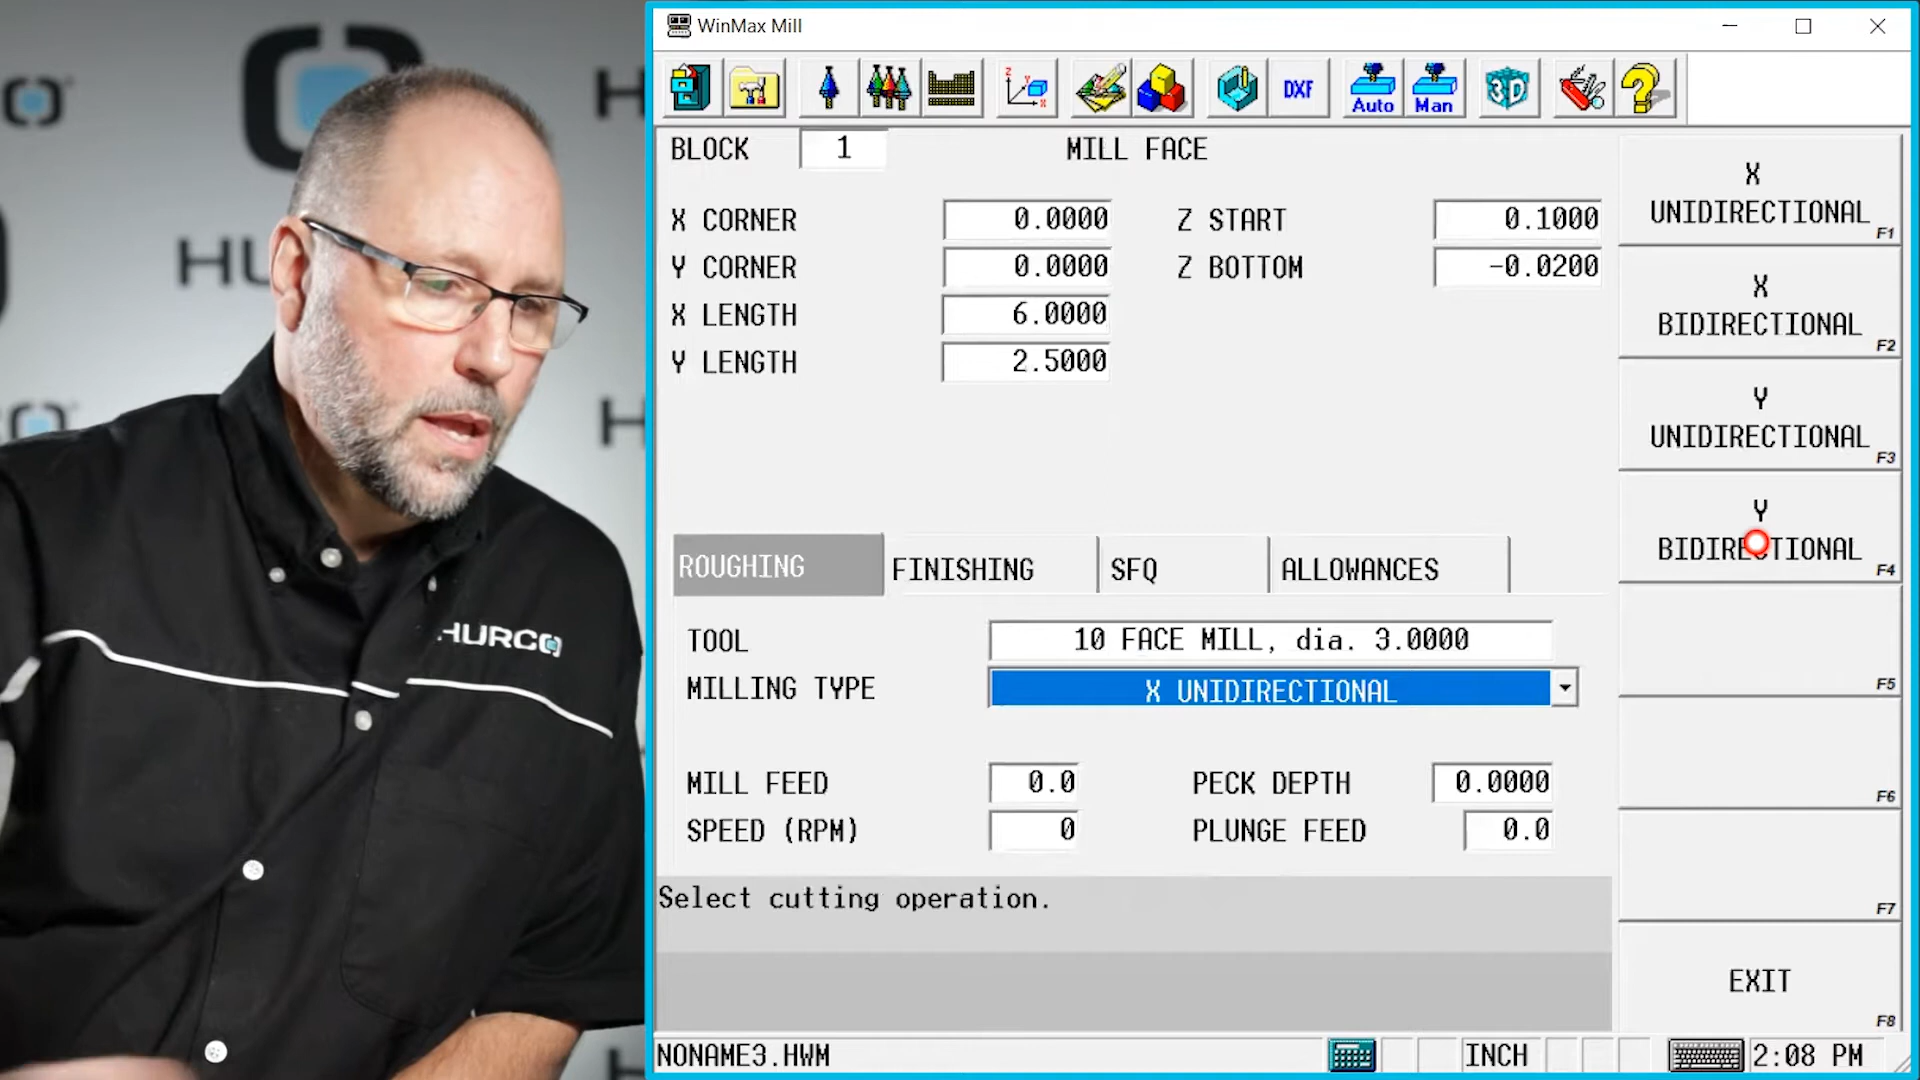 WinMax Mill
DXF
Auto
Man
3D
BLOCK 1 MILL FACE
X CORNER 0.0000 Z START 0.1000
Y CORNER 0.0000 Z BOTTOM -0.0200
X LENGTH 6.0000
Y LENGTH 2.5000
ROUGHING FINISHING SFQ ALLOWANCES
TOOL 10 FACE MILL, dia. 3.0000
MILLING TYPE X UNIDIRECTIONAL
MILL FEED 0.0 PECK DEPTH 0.0000
SPEED (RPM) 0 PLUNGE FEED 0.0
Select cutting operation.
NONAME3.HWM INCH 2:08 PM
X
UNIDIRECTIONAL
F1
X
BIDIRECTIONAL
F2
Y
UNIDIRECTIONAL
F3
Y
BIDIRECTIONAL
F4
F5
F6
F7
EXIT
F8
HURCO